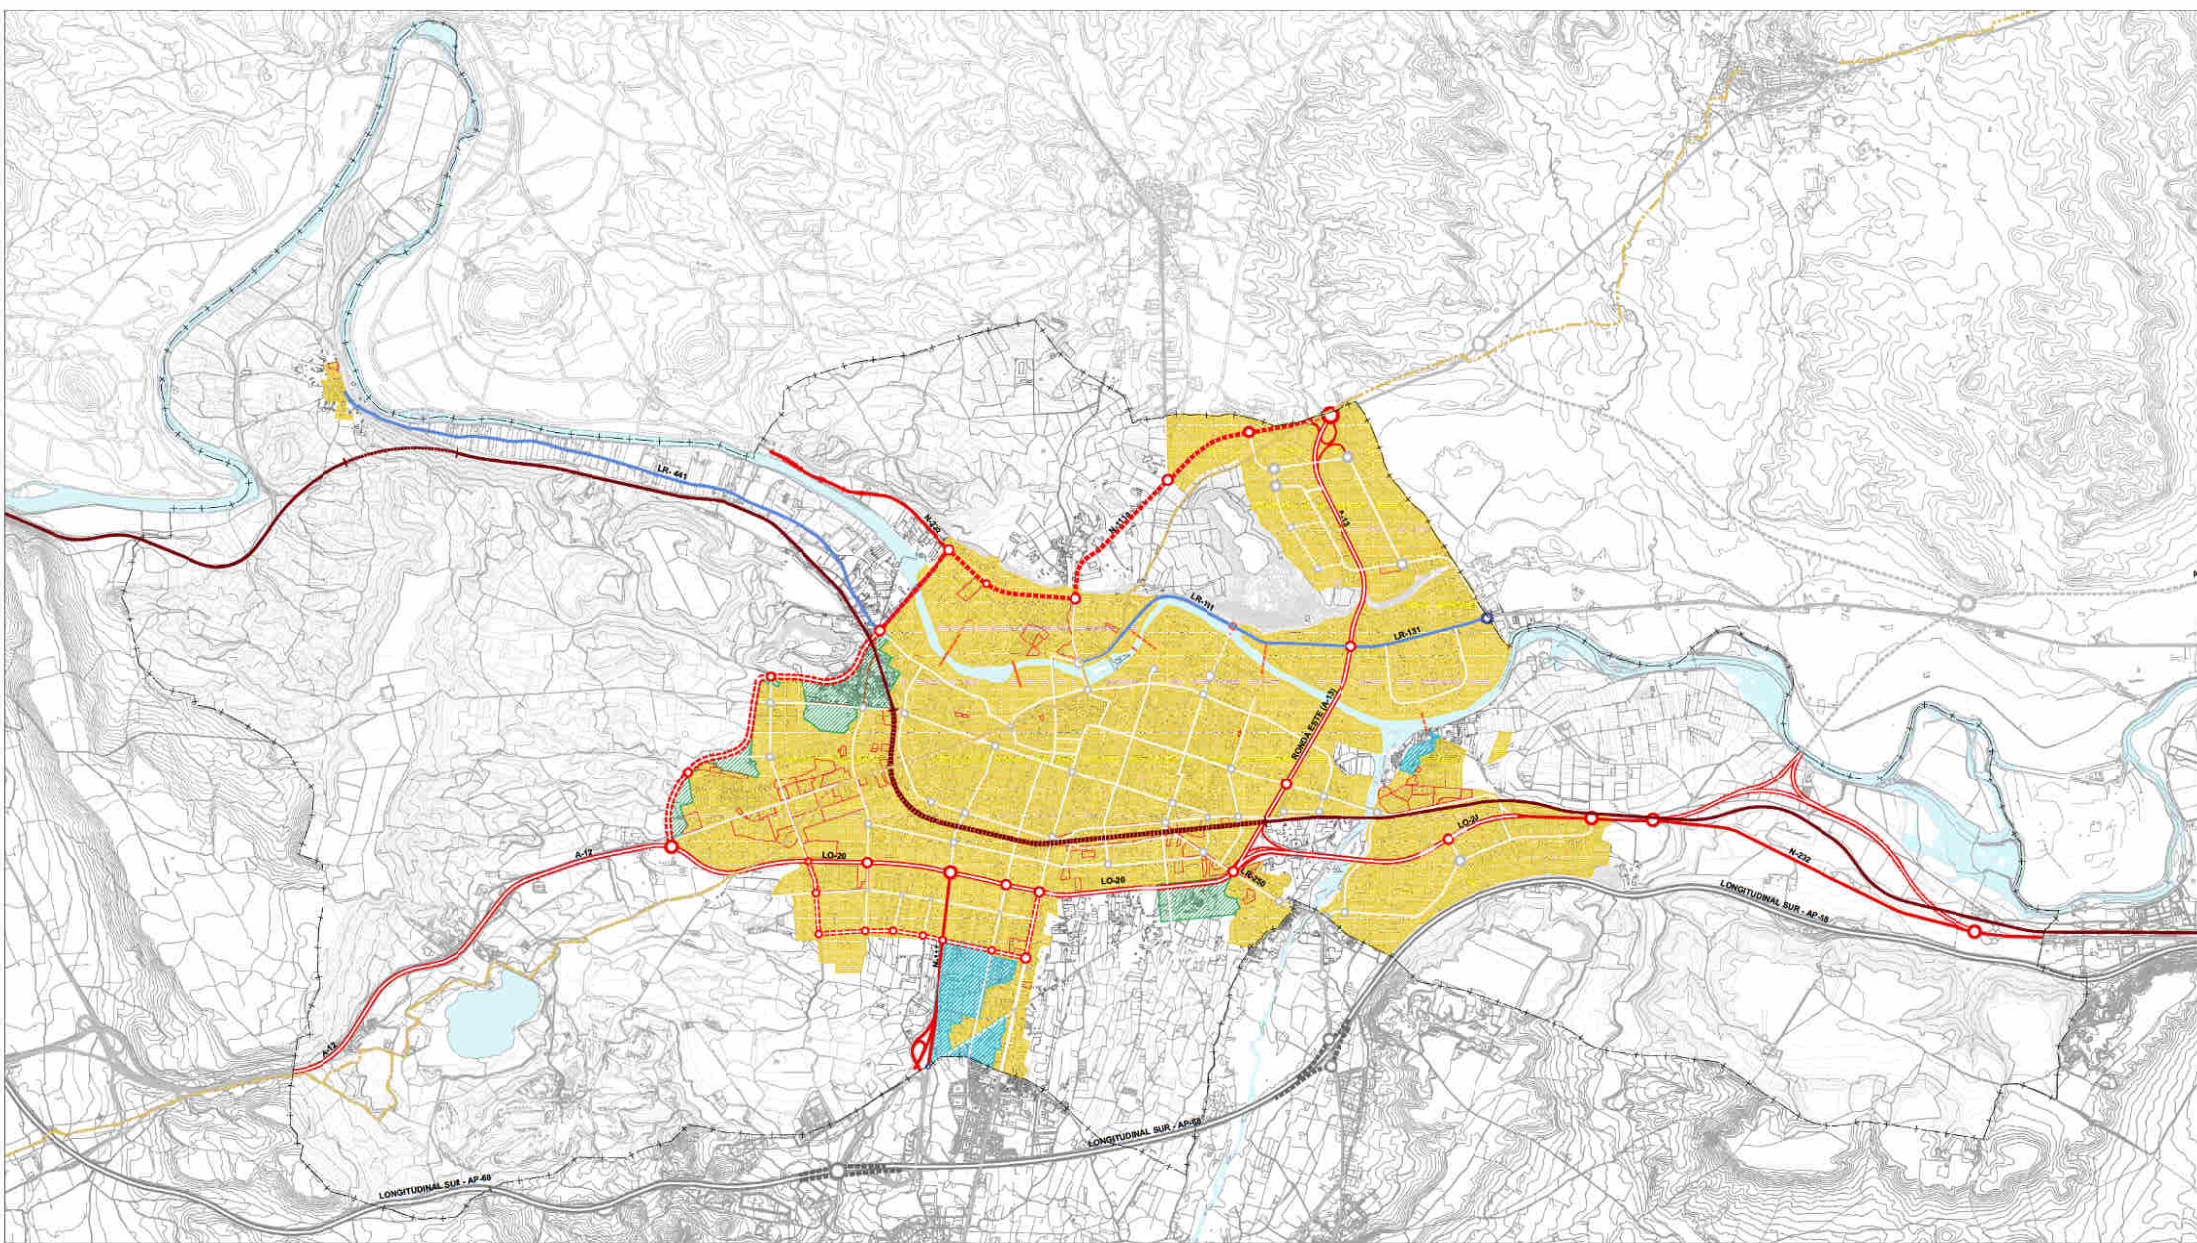 LR-441
N-232
N-111a
A-13
LR-111
LR-131
RONDA ESTE (A-13)
A-12
LO-20
LO-20
LO-20
LR-250
N-232
LONGITUDINAL SUR - AP-68
N-111
A-12
LONGITUDINAL SUR - AP-68
LONGITUDINAL SUR - AP-68